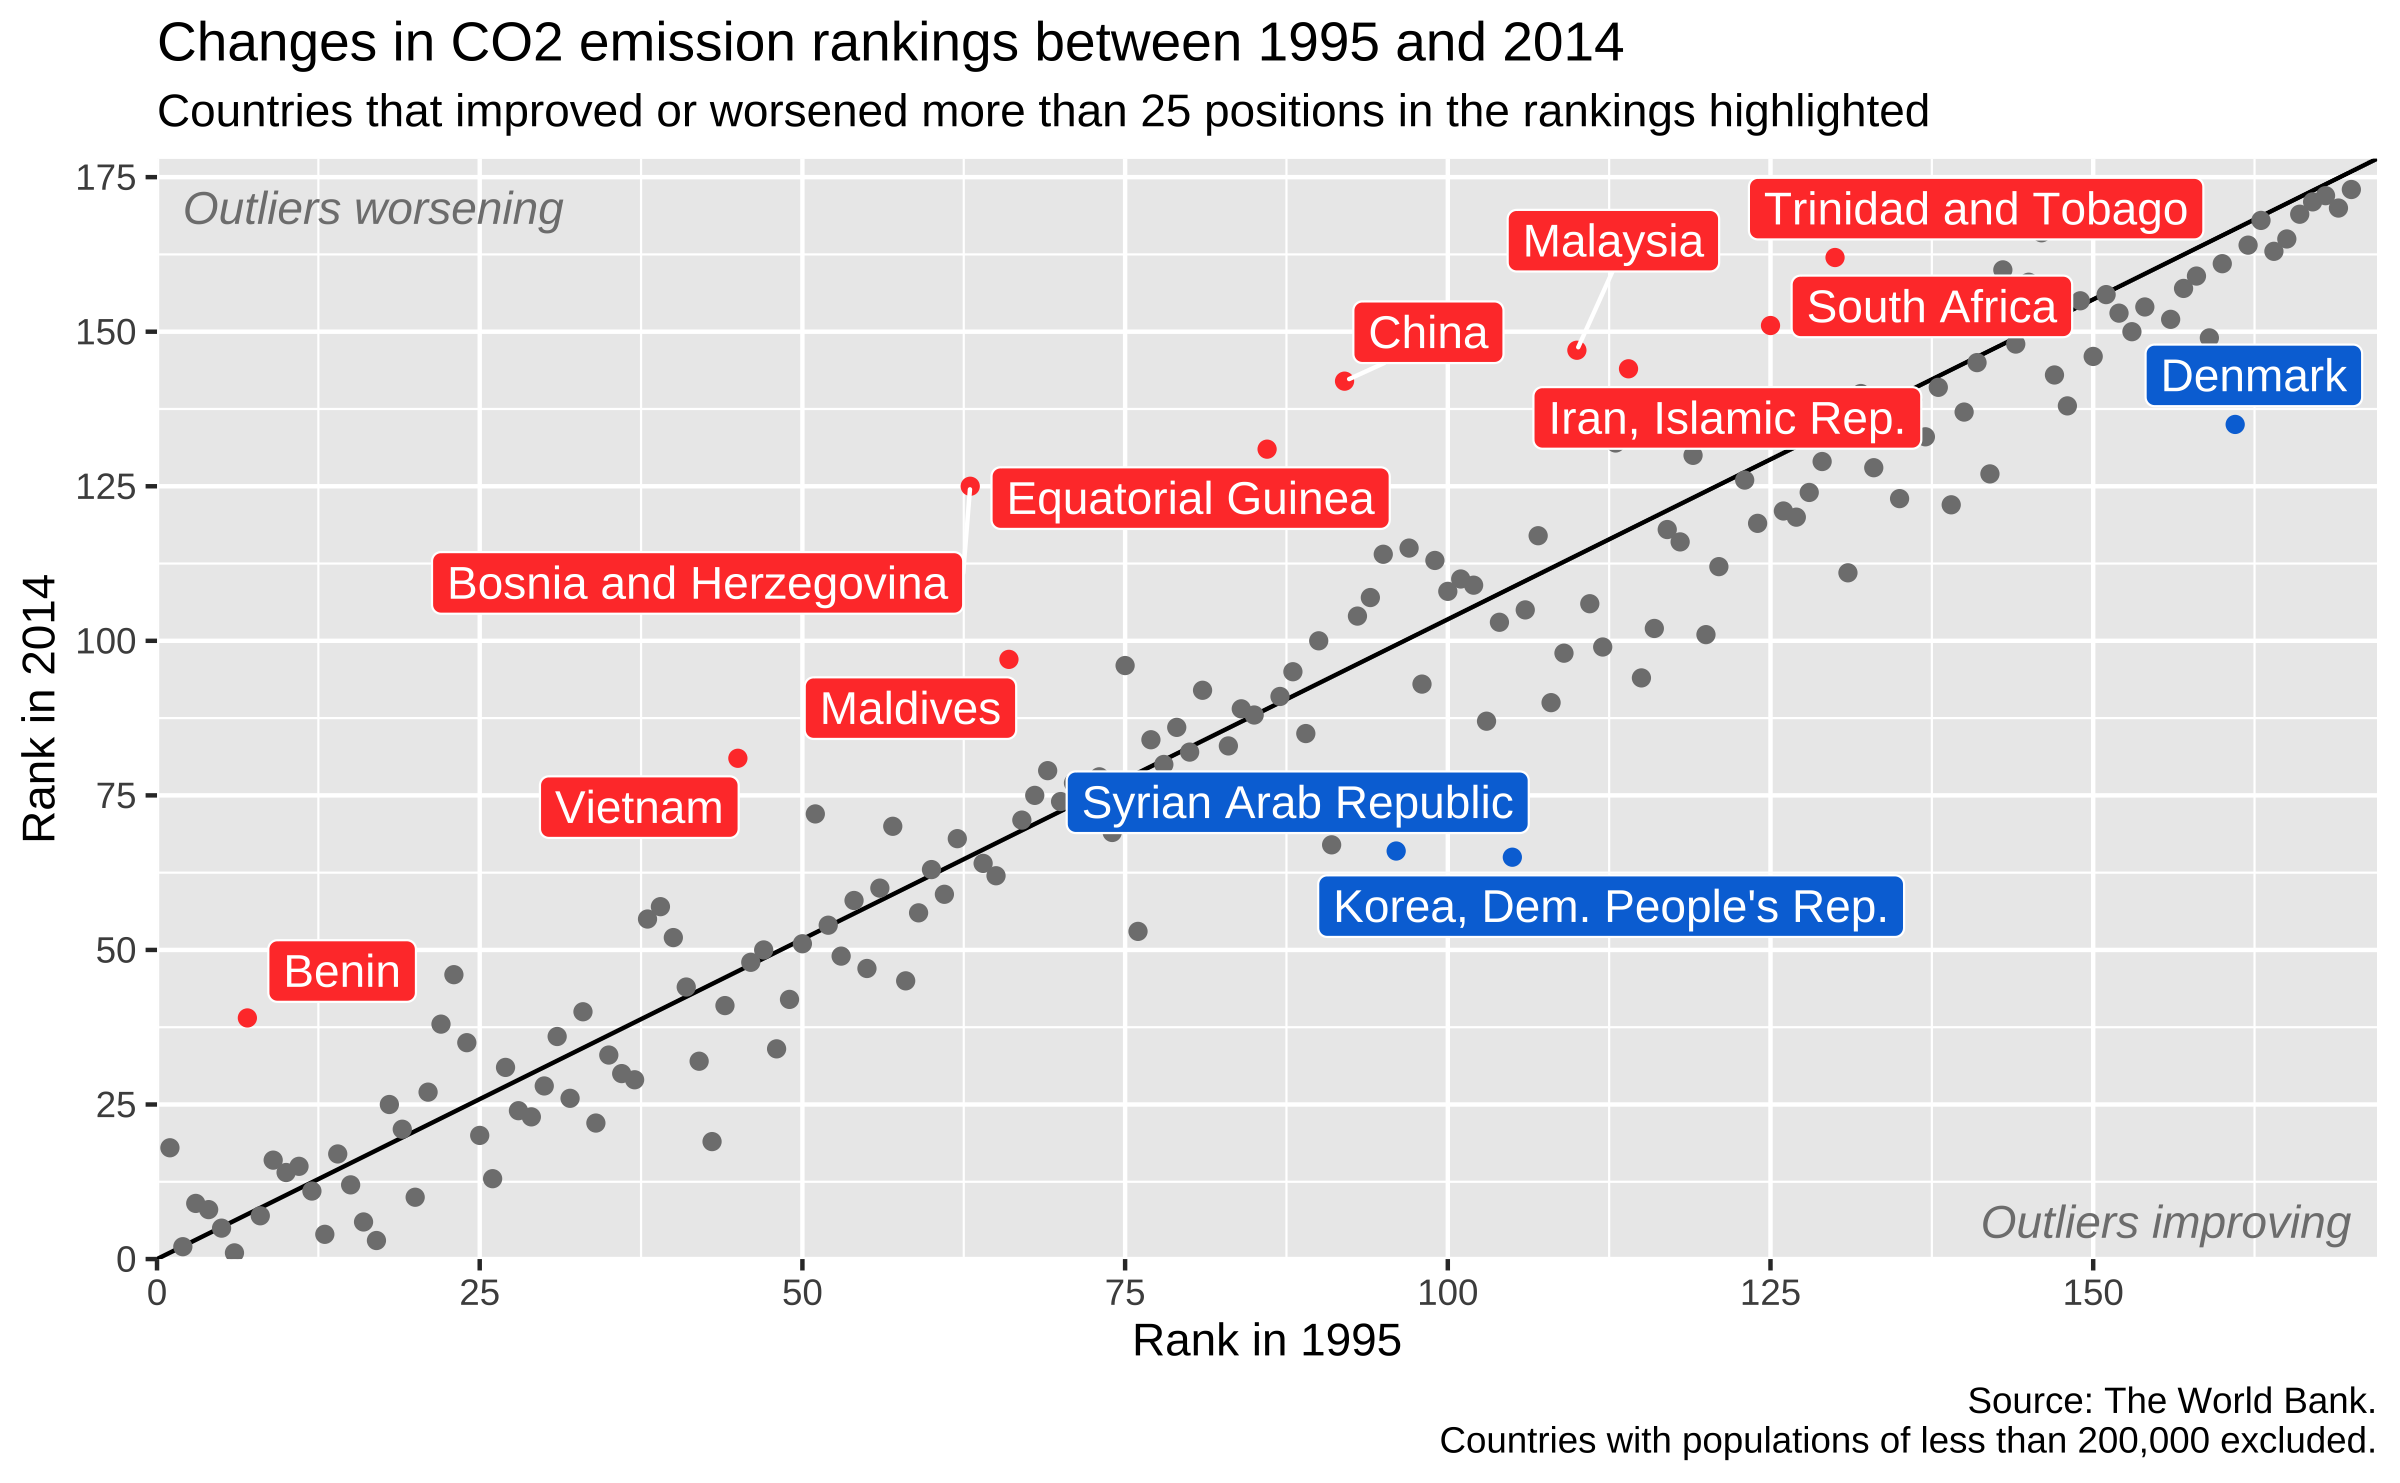 Changes in CO2 emission rankings between 1995 and 2014
Countries that improved or worsened more than 25 positions in the rankings highlighted
175
Outliers worsening
Trinidad and Tobago
Malaysia
South Africa
China
150
Denmark
Iran, Islamic Rep.
125
Equatorial Guinea
Bosnia and Herzegovina
100
Rank in 2014
Maldives
75
Vietnam
Syrian Arab Republic
Korea, Dem. People's Rep.
50
Benin
25
Outliers improving
0
0 25 50 75 100 125 150
Rank in 1995
Source: The World Bank.
Countries with populations of less than 200,000 excluded.